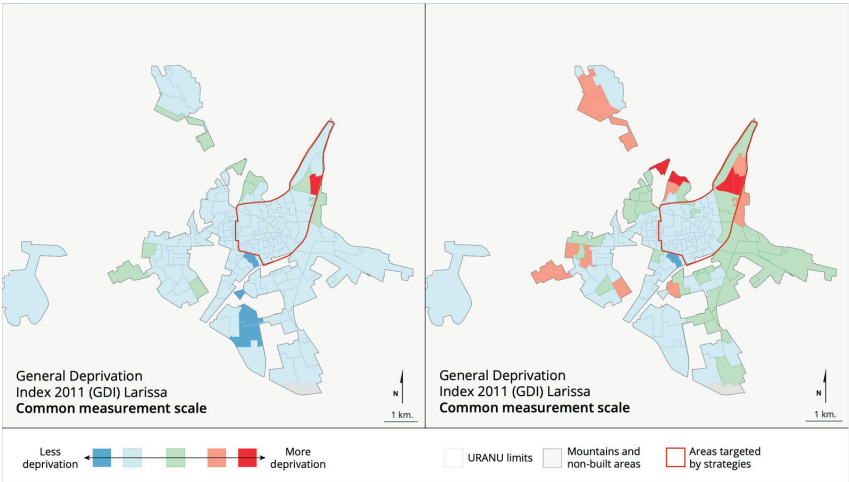 General Deprivation
Index 2011 (GDI) Larissa
Common measurement scale
N
1 km.
General Deprivation
Index 2011 (GDI) Larissa
Common measurement scale
N
1 km.
Less
deprivation
More
deprivation
URANU limits
Mountains and
non-built areas
Areas targeted
by strategies